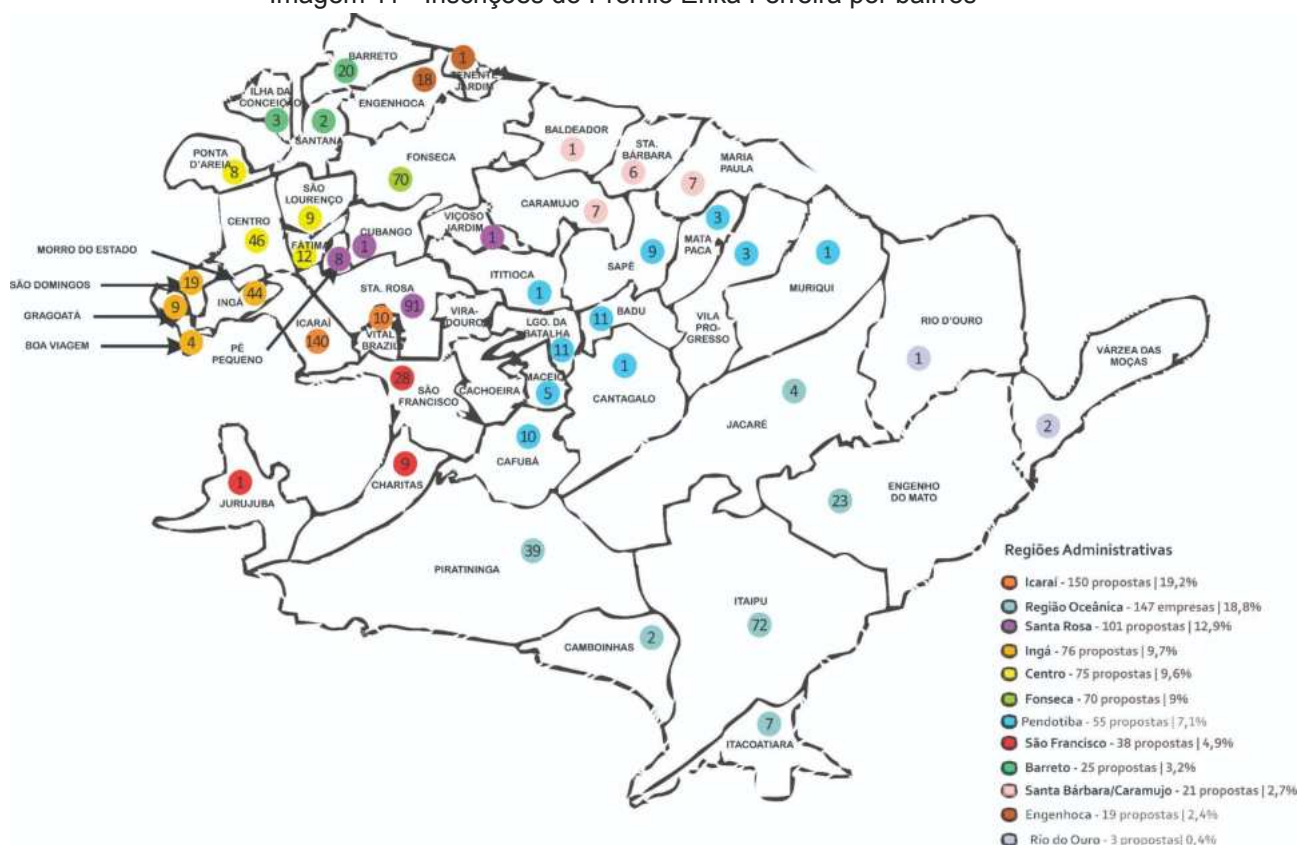 Imagem 11 - Inscrições do Prêmio Erika Ferreira por bairros
BARRETO
20
1
TENENTE
JARDIM
18
ENGENHOCA
ILHA DA
CONCEIÇÃO
3
2
SANTANA
PONTA
D'AREIA
8
FONSECA
70
BALDEADOR
1
STA.
BÁRBARA
6
MARIA
PAULA
7
SÃO
LOURENÇO
9
CENTRO
46
FÁTIMA
12
CUBANGO
1
8
VIÇOSO
JARDIM
1
CARAMUJO
7
SAPÊ
9
3
MATA
PACA
3
1
MURIQUI
MORRO DO ESTADO
SÃO DOMINGOS
19
GRAGOATÁ
9
BOA VIAGEM
4
INGÁ
44
PÉ
PEQUENO
ICARAÍ
140
STA. ROSA
91
10
VITAL
BRAZIL
VIRA-
DOURO
ITITIOCA
1
LGO. DA
BATALHA
11
BADU
11
VILA
PRO-
GRESSO
RIO D'OURO
1
VÁRZEA DAS
MOÇAS
2
28
SÃO
FRANCISCO
CACHOEIRA
MACEIÓ
5
1
CANTAGALO
4
JACARÉ
10
CAFUBÁ
9
CHARITAS
1
JURUJUBA
ENGENHO
DO MATO
23
39
PIRATININGA
ITAIPU
72
CAMBOINHAS
2
7
ITACOATIARA
Regiões Administrativas
Icaraí - 150 propostas | 19,2%
Região Oceânica - 147 empresas | 18,8%
Santa Rosa - 101 propostas | 12,9%
Ingá - 76 propostas | 9,7%
Centro - 75 propostas | 9,6%
Fonseca - 70 propostas | 9%
Pendotiba - 55 propostas | 7,1%
São Francisco - 38 propostas | 4,9%
Barreto - 25 propostas | 3,2%
Santa Bárbara/Caramujo - 21 propostas | 2,7%
Engenhoca - 19 propostas | 2,4%
Rio do Ouro - 3 propostas| 0,4%